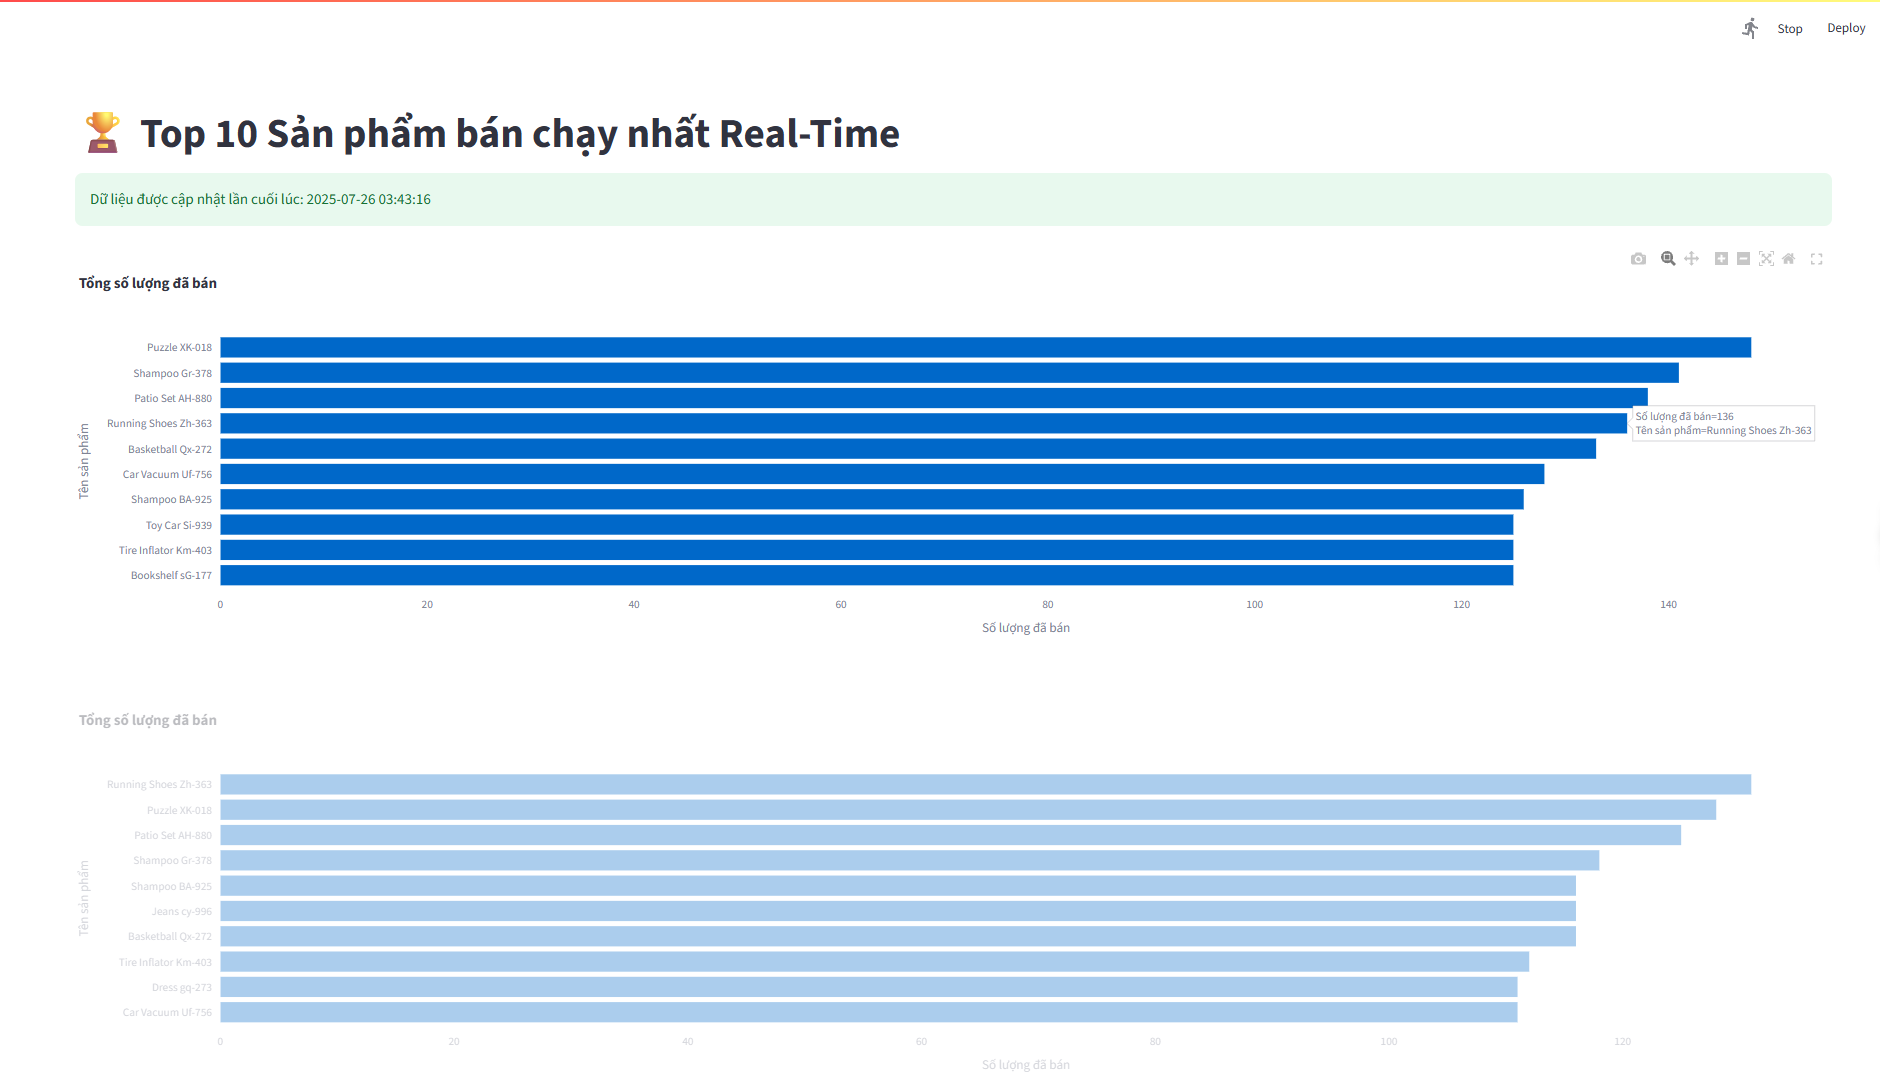 Stop Deploy
Top 10 Sản phẩm bán chạy nhất Real-Time
Dữ liệu được cập nhật lần cuối lúc: 2025-07-26 03:43:16
Tổng số lượng đã bán
Tên sản phẩm
Puzzle XK-018
Shampoo Gr-378
Patio Set AH-880
Running Shoes Zh-363
Basketball Qx-272
Car Vacuum Uf-756
Shampoo BA-925
Toy Car Si-939
Tire Inflator Km-403
Bookshelf sG-177
Số lượng đã bán=136
Tên sản phẩm=Running Shoes Zh-363
0 20 40 60 80 100 120 140
Số lượng đã bán
Tổng số lượng đã bán
Tên sản phẩm
Running Shoes Zh-363
Puzzle XK-018
Patio Set AH-880
Shampoo Gr-378
Shampoo BA-925
Jeans cy-996
Basketball Qx-272
Tire Inflator Km-403
Dress gq-273
Car Vacuum Uf-756
0 20 40 60 80 100 120
Số lượng đã bán